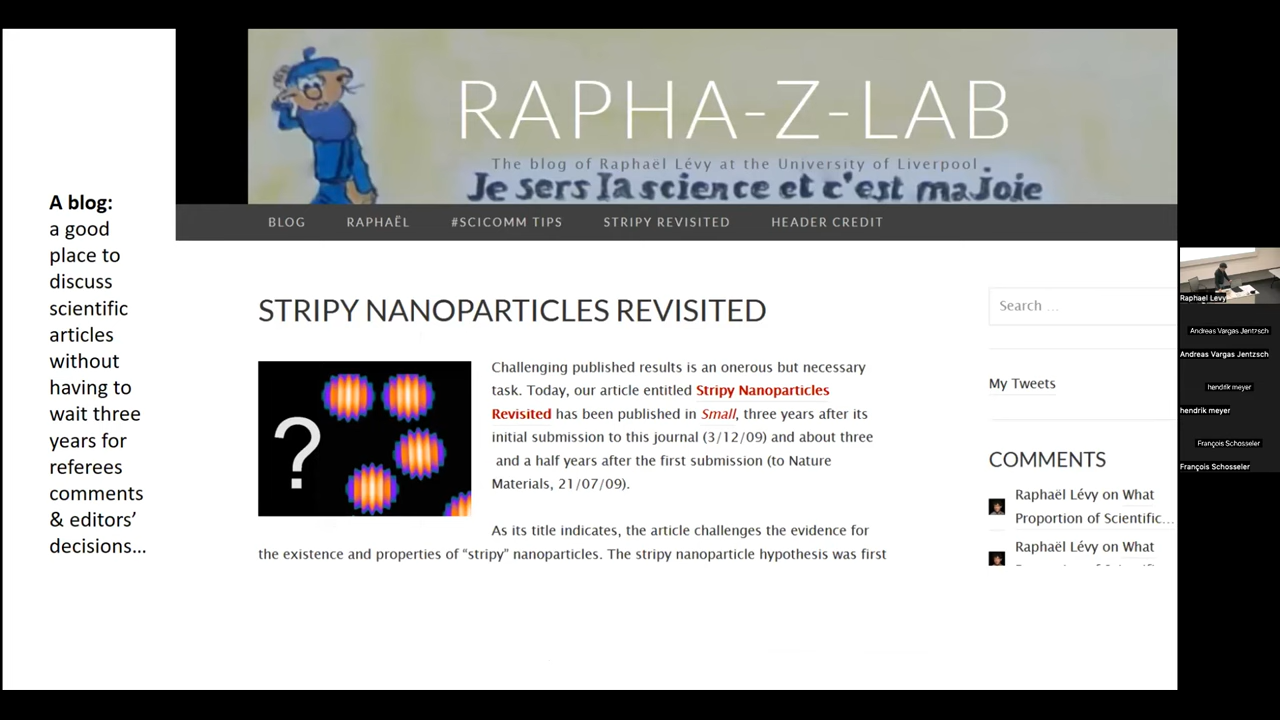 RAPHA-Z-LAB
The blog of Raphaël Lévy at the University of Liverpool
Je sers la science et c'est ma Joie
BLOG
RAPHAËL
#SCICOMM TIPS
STRIPY REVISITED
HEADER CREDIT
A blog:
a good
place to
discuss
scientific
articles
without
having to
wait three
years for
referees
comments
& editors’
decisions…
STRIPY NANOPARTICLES REVISITED
?
Challenging published results is an onerous but necessary
task. Today, our article entitled Stripy Nanoparticles
Revisited has been published in Small, three years after its
initial submission to this journal (3/12/09) and about three
and a half years after the first submission (to Nature
Materials, 21/07/09).
As its title indicates, the article challenges the evidence for
the existence and properties of “stripy” nanoparticles. The stripy nanoparticle hypothesis was first
Search …
My Tweets
COMMENTS
Raphaël Lévy on What
Proportion of Scientific…
Raphaël Lévy on What
Raphael Levy
Andreas Vargas Jentzsch
Andreas Vargas Jentzsch
hendrik meyer
hendrik meyer
François Schosseler
François Schosseler